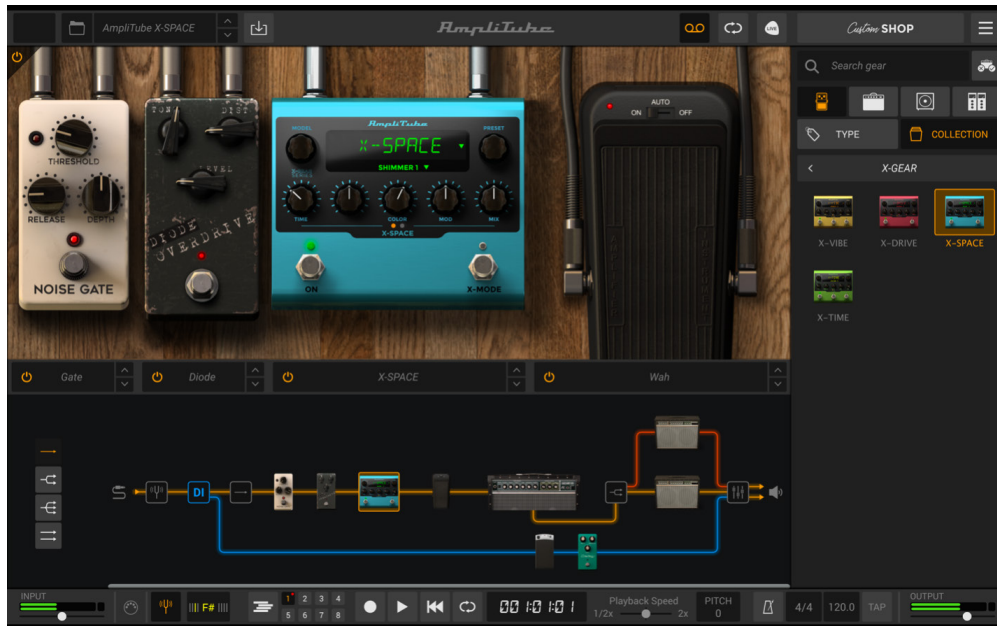 AmpliTube X-SPACE
AmpliTube
LIVE
Custom SHOP
Search gear
TYPE
COLLECTION
X-GEAR
X-VIBE
X-DRIVE
X-SPACE
X-TIME
THRESHOLD
RELEASE
DEPTH
NOISE GATE
DIST
LEVEL
DIODE
OVERDRIVE
AmpliTube
MODEL
PRESET
X-SPACE
SHIMMER 1
TIME
COLOR
MOD
MIX
X-SPACE
ON
X-MODE
AUTO
ON
OFF
Gate
Diode
X-SPACE
Wah
DI
INPUT
F#
1 2 3 4
5 6 7 8
001:01:01
Playback Speed
1/2x
2x
PITCH
0
4/4
120.0
TAP
OUTPUT